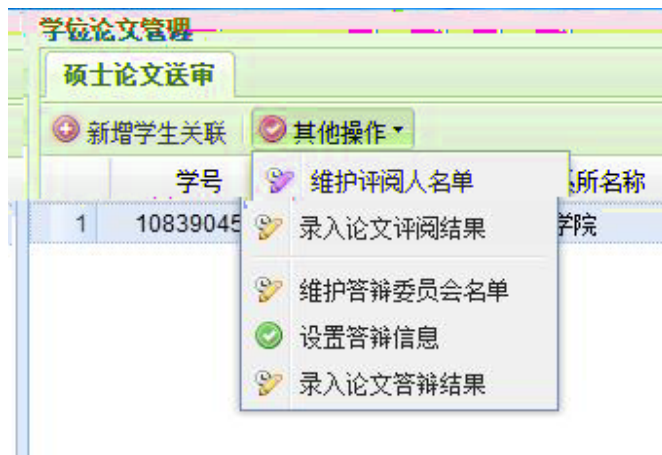 学位论文管理
硕士论文送审
新增学生关联 其他操作
学号 维护评阅人名单 所名称
1 10839045 录入论文评阅结果 学院
维护答辩委员会名单
设置答辩信息
录入论文答辩结果